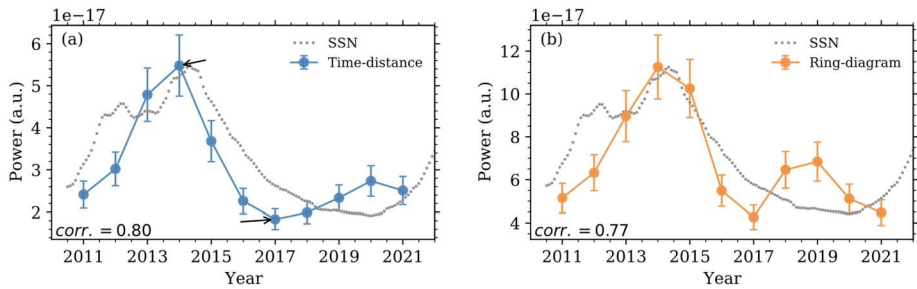 1e−17
(a)
SSN
Time-distance
6
5
4
3
2
Power (a.u.)
corr. = 0.80
2011 2013 2015 2017 2019 2021
Year
1e−17
(b)
SSN
Ring-diagram
12
10
8
6
4
Power (a.u.)
corr. = 0.77
2011 2013 2015 2017 2019 2021
Year